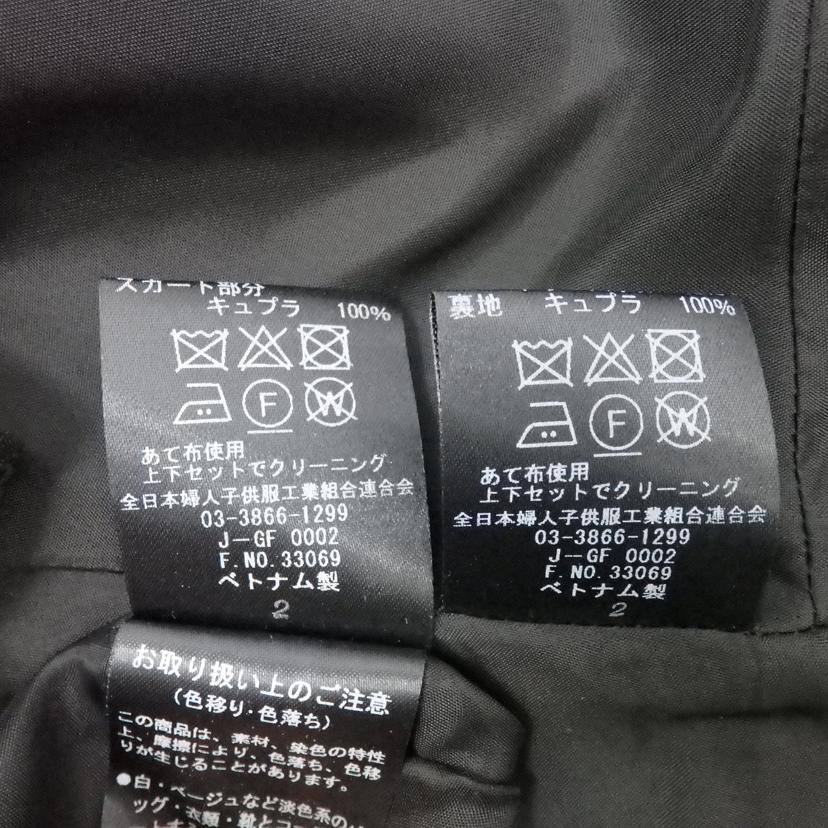 スカート部分
キュプラ 100%
F W
あて布使用
上下セットでクリーニング
全日本婦人子供服工業組合連合会
03-3866-1299
J-GF 0002
F.NO.33069
ベトナム製
2
裏地 キュプラ 100%
F W
あて布使用
上下セットでクリーニング
全日本婦人子供服工業組合連合会
03-3866-1299
J-GF 0002
F.NO.33069
ベトナム製
2
お取り扱い上のご注意
(色移り・色落ち)
この商品は、素材、染色の特性
上、摩擦により、色落ち、色移
りが生じることがあります。
●白・ベージュなど淡色系の
ッグ・衣類・靴とコー